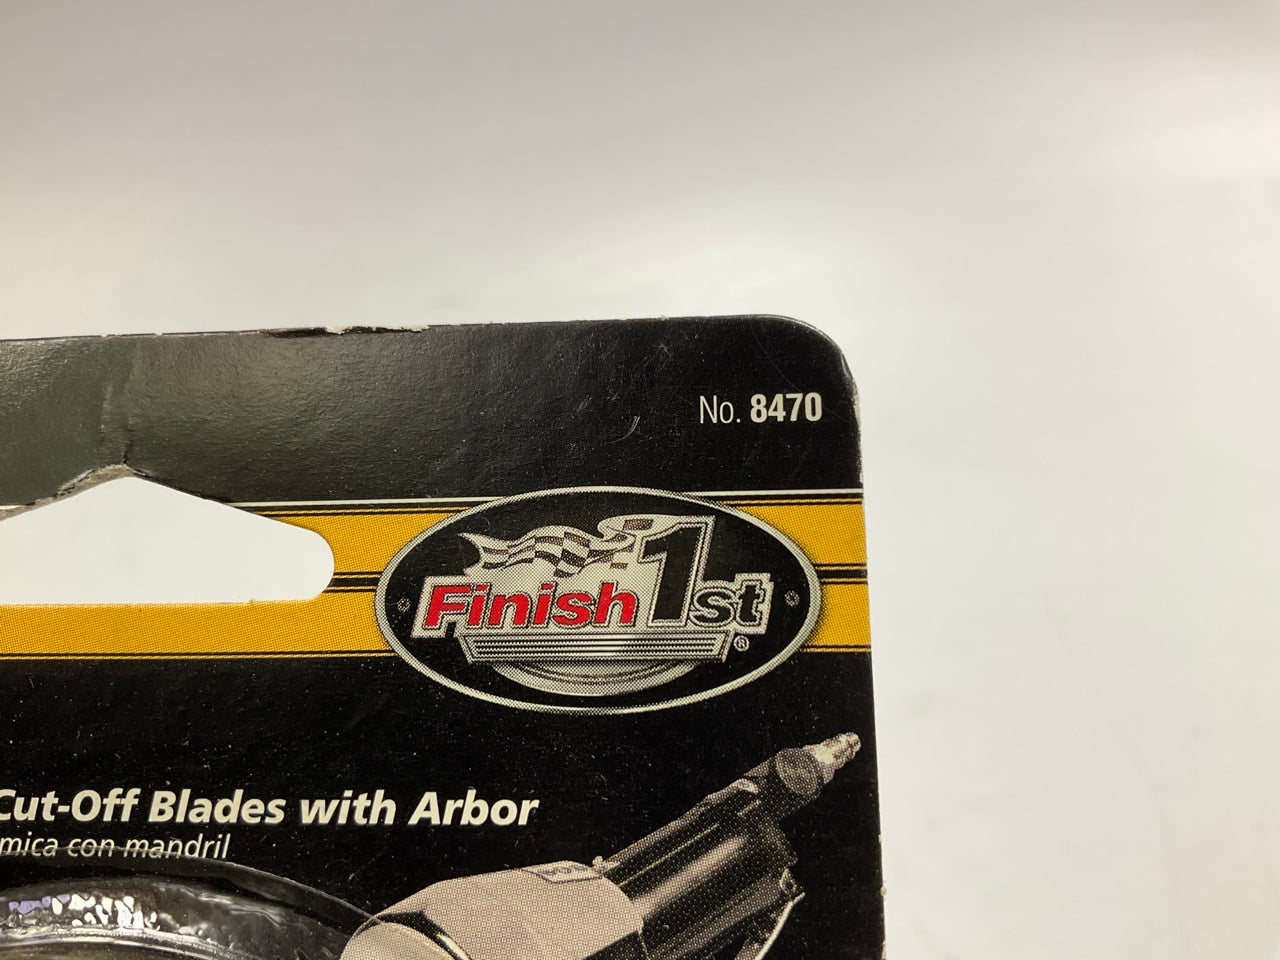 No. 8470
Finish 1st
®
Cut-Off Blades with Arbor
mica con mandril